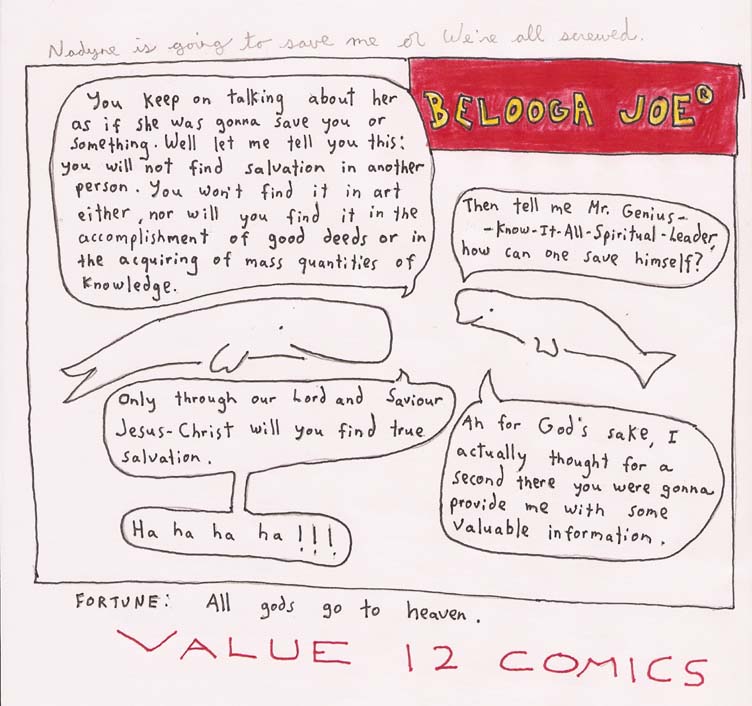 Nadyne is going to save me or We're all screwed.
BELOOGA JOE®
You keep on talking about her
as if she was gonna save you or
something. Well let me tell you this:
you will not find salvation in another
person. You won't find it in art
either, nor will you find it in the
accomplishment of good deeds or in
the acquiring of mass quantities of
knowledge.
Then tell me Mr. Genius-
-Know-It-All-Spiritual-Leader,
how can one save himself?
Only through our Lord and Saviour
Jesus-Christ will you find true
salvation.
Ha ha ha ha !!!
Ah for God's sake, I
actually thought for a
second there you were gonna
provide me with some
valuable information.
FORTUNE: All gods go to heaven.
VALUE 12 COMICS